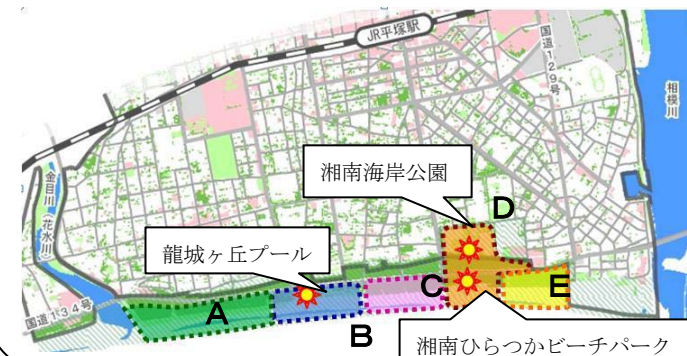 JR平塚駅
国道129号
相模川
湘南海岸公園
D
金目川
(花水川)
龍城ヶ丘プール
国道134号
A
B
C
E
湘南ひらつかビーチパーク